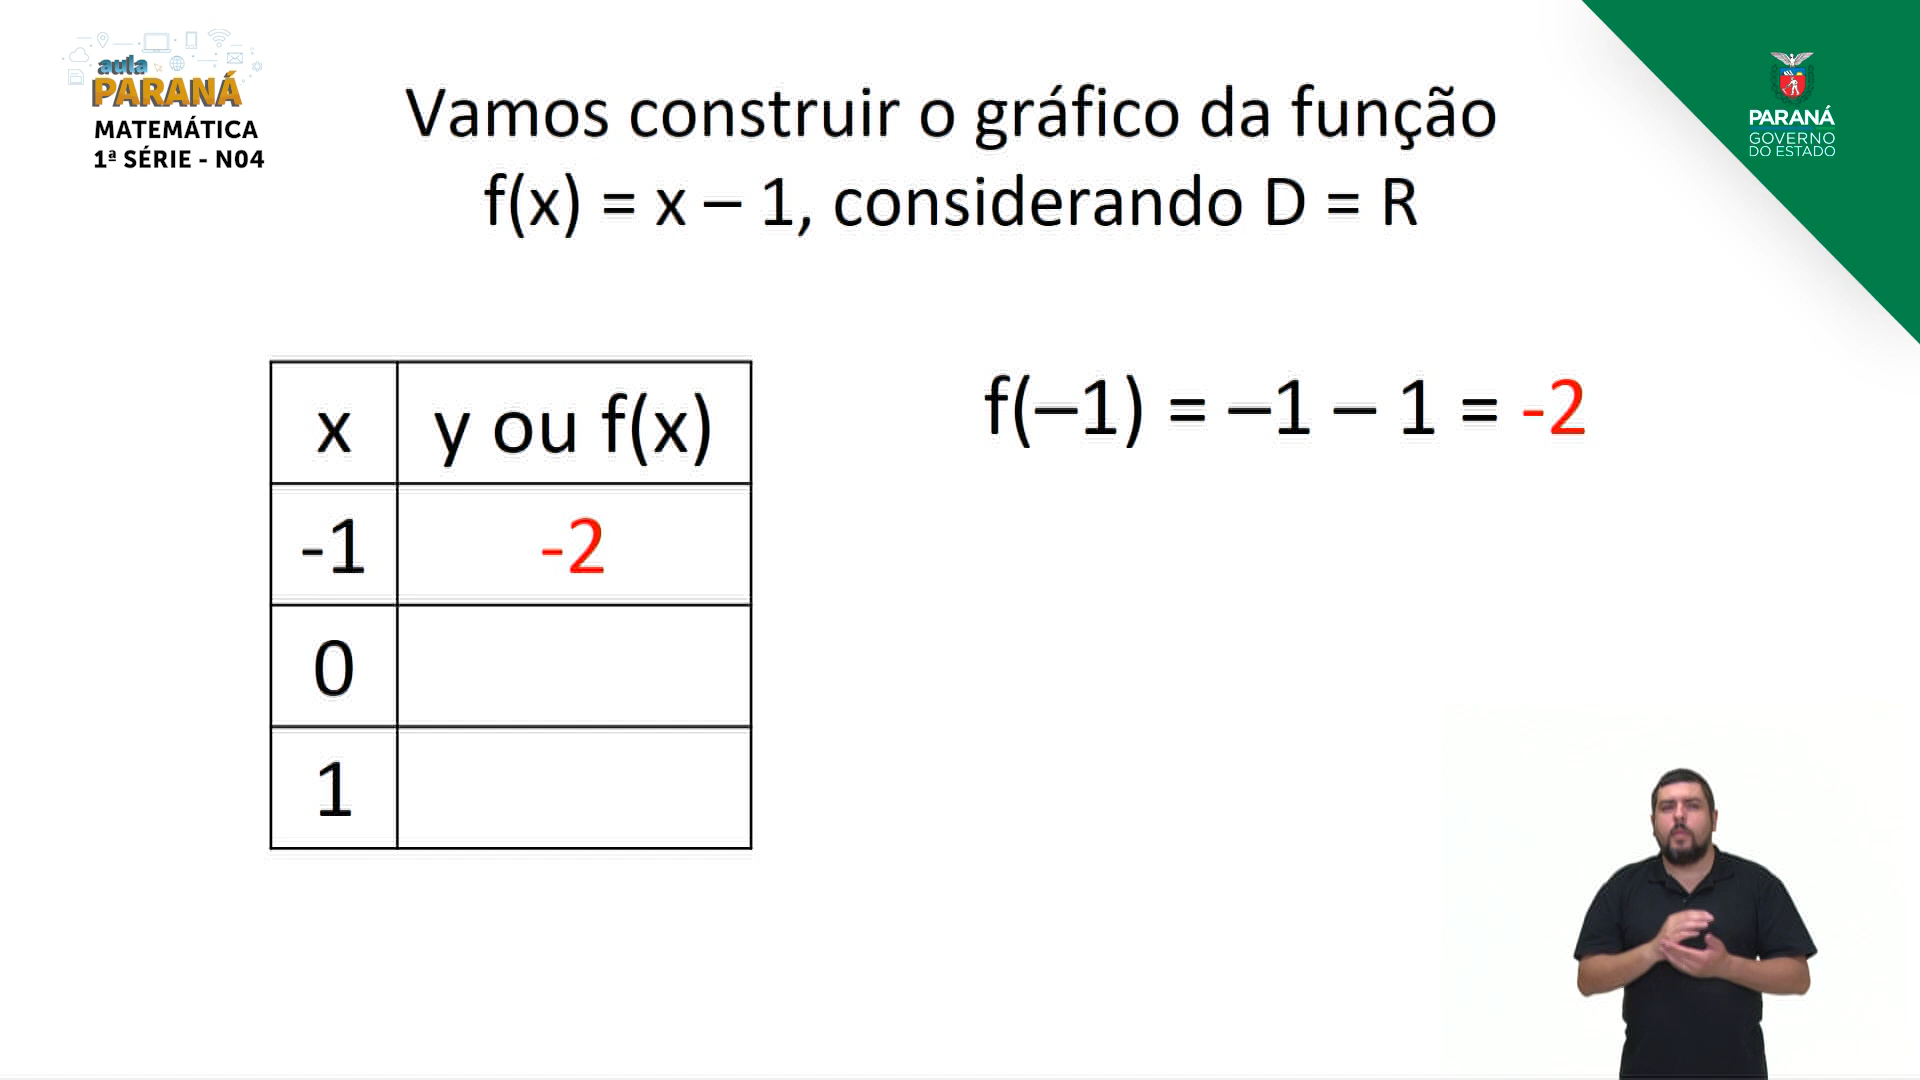 aula
PARANÁ
MATEMÁTICA
1ª SÉRIE - N04
Vamos construir o gráfico da função
f(x) = x – 1, considerando D = R
PARANÁ
GOVERNO
DO ESTADO
x y ou f(x)
-1 -2
0
1
f(–1) = –1 – 1 = -2